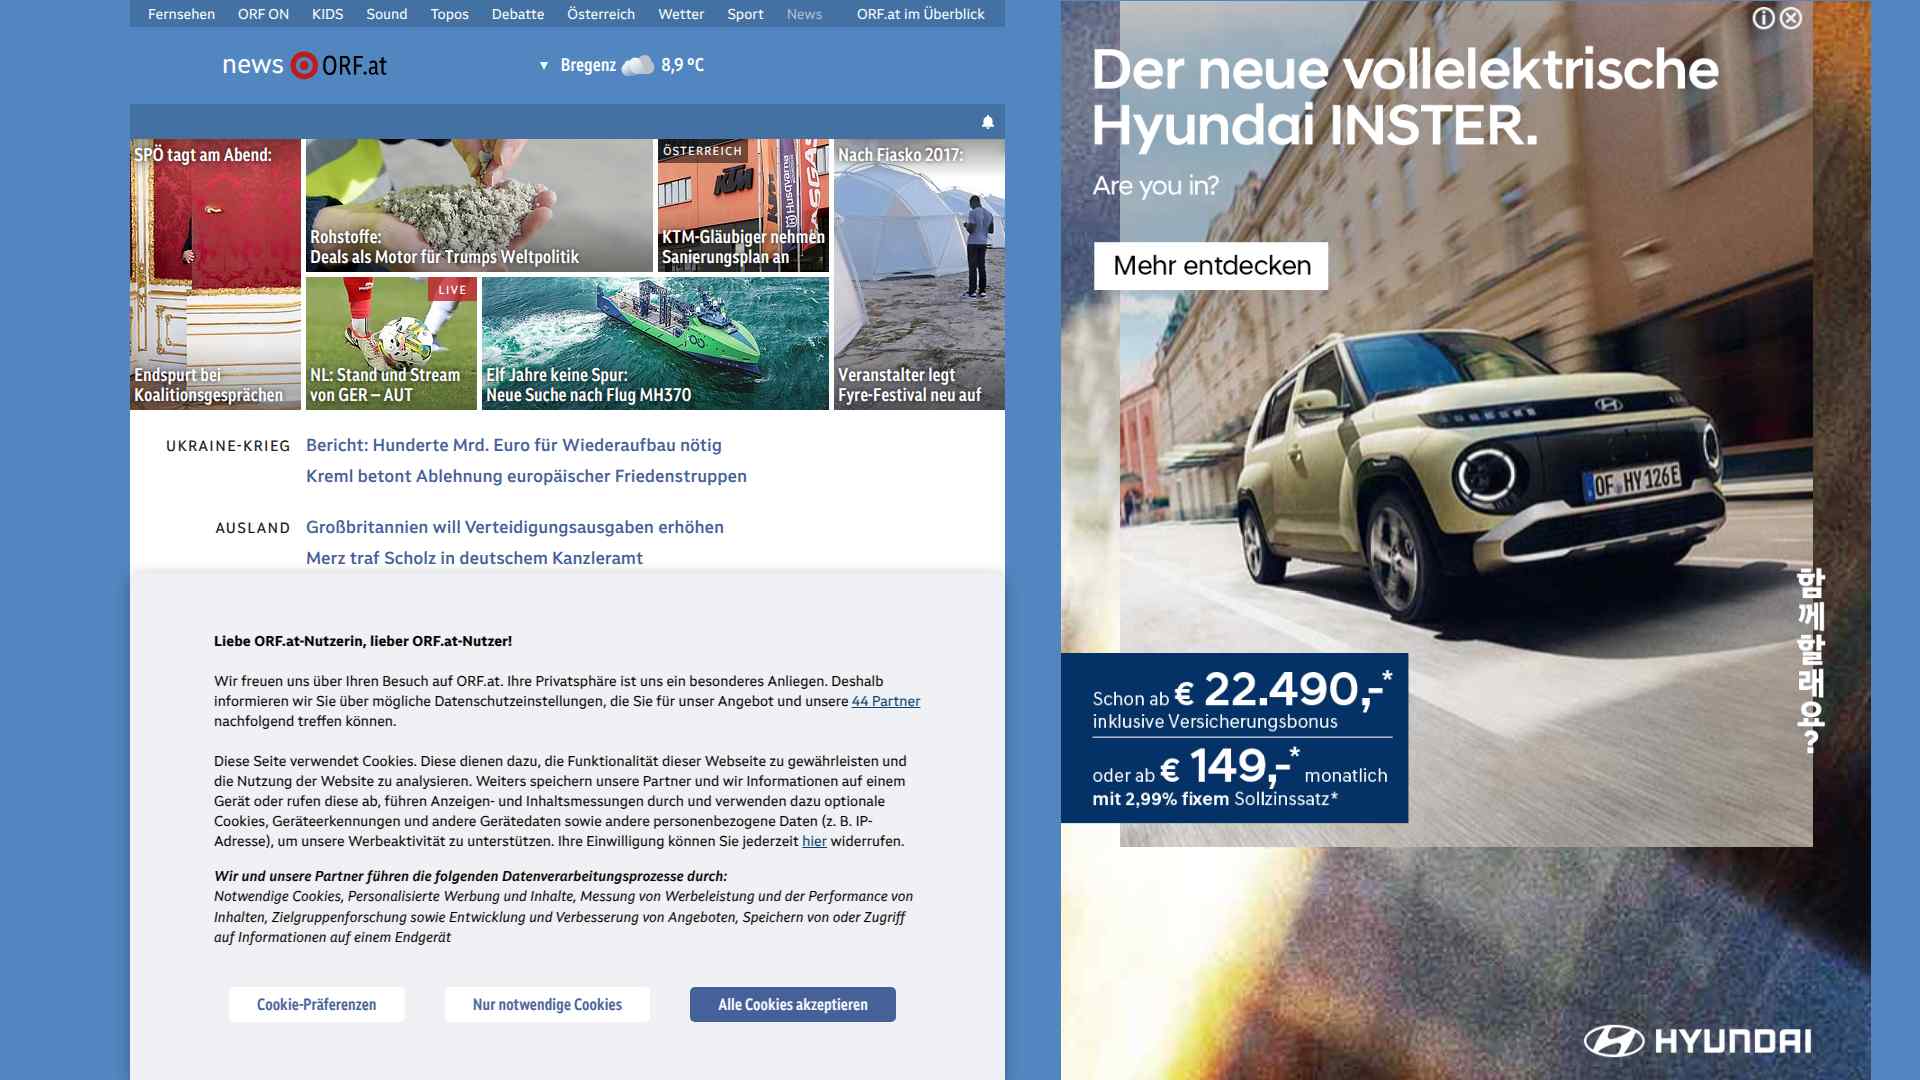 Fernsehen ORF ON KIDS Sound Topos Debatte Österreich Wetter Sport News ORF.at im Überblick
news ORF.at
▼ Bregenz 8,9 °C
SPÖ tagt am Abend:
Endspurt bei
Koalitionsgesprächen
Rohstoffe:
Deals als Motor für Trumps Weltpolitik
ÖSTERREICH
KTM
Husqvarna
GASGAS
KTM-Gläubiger nehmen
Sanierungsplan an
Nach Fiasko 2017:
Veranstalter legt
Fyre-Festival neu auf
LIVE
NL: Stand und Stream
von GER – AUT
Elf Jahre keine Spur:
Neue Suche nach Flug MH370
UKRAINE-KRIEG
Bericht: Hunderte Mrd. Euro für Wiederaufbau nötig
Kreml betont Ablehnung europäischer Friedenstruppen
AUSLAND
Großbritannien will Verteidigungsausgaben erhöhen
Merz traf Scholz in deutschem Kanzleramt
Liebe ORF.at-Nutzerin, lieber ORF.at-Nutzer!
Wir freuen uns über Ihren Besuch auf ORF.at. Ihre Privatsphäre ist uns ein besonderes Anliegen. Deshalb
informieren wir Sie über mögliche Datenschutzeinstellungen, die Sie für unser Angebot und unsere 44 Partner
nachfolgend treffen können.
Diese Seite verwendet Cookies. Diese dienen dazu, die Funktionalität dieser Webseite zu gewährleisten und
die Nutzung der Website zu analysieren. Weiters speichern unsere Partner und wir Informationen auf einem
Gerät oder rufen diese ab, führen Anzeigen- und Inhaltsmessungen durch und verwenden dazu optionale
Cookies, Geräteerkennungen und andere Gerätedaten sowie andere personenbezogene Daten (z. B. IP-
Adresse), um unsere Werbeaktivität zu unterstützen. Ihre Einwilligung können Sie jederzeit hier widerrufen.
Wir und unsere Partner führen die folgenden Datenverarbeitungsprozesse durch:
Notwendige Cookies, Personalisierte Werbung und Inhalte, Messung von Werbeleistung und der Performance von
Inhalten, Zielgruppenforschung sowie Entwicklung und Verbesserung von Angeboten, Speichern von oder Zugriff
auf Informationen auf einem Endgerät
Cookie-Präferenzen
Nur notwendige Cookies
Alle Cookies akzeptieren
Der neue vollelektrische
Hyundai INSTER.
Are you in?
Mehr entdecken
OF HY 126E
함께할래요?
Schon ab € 22.490,-*
inklusive Versicherungsbonus
oder ab € 149,-* monatlich
mit 2,99% fixem Sollzinssatz*
HYUNDAI